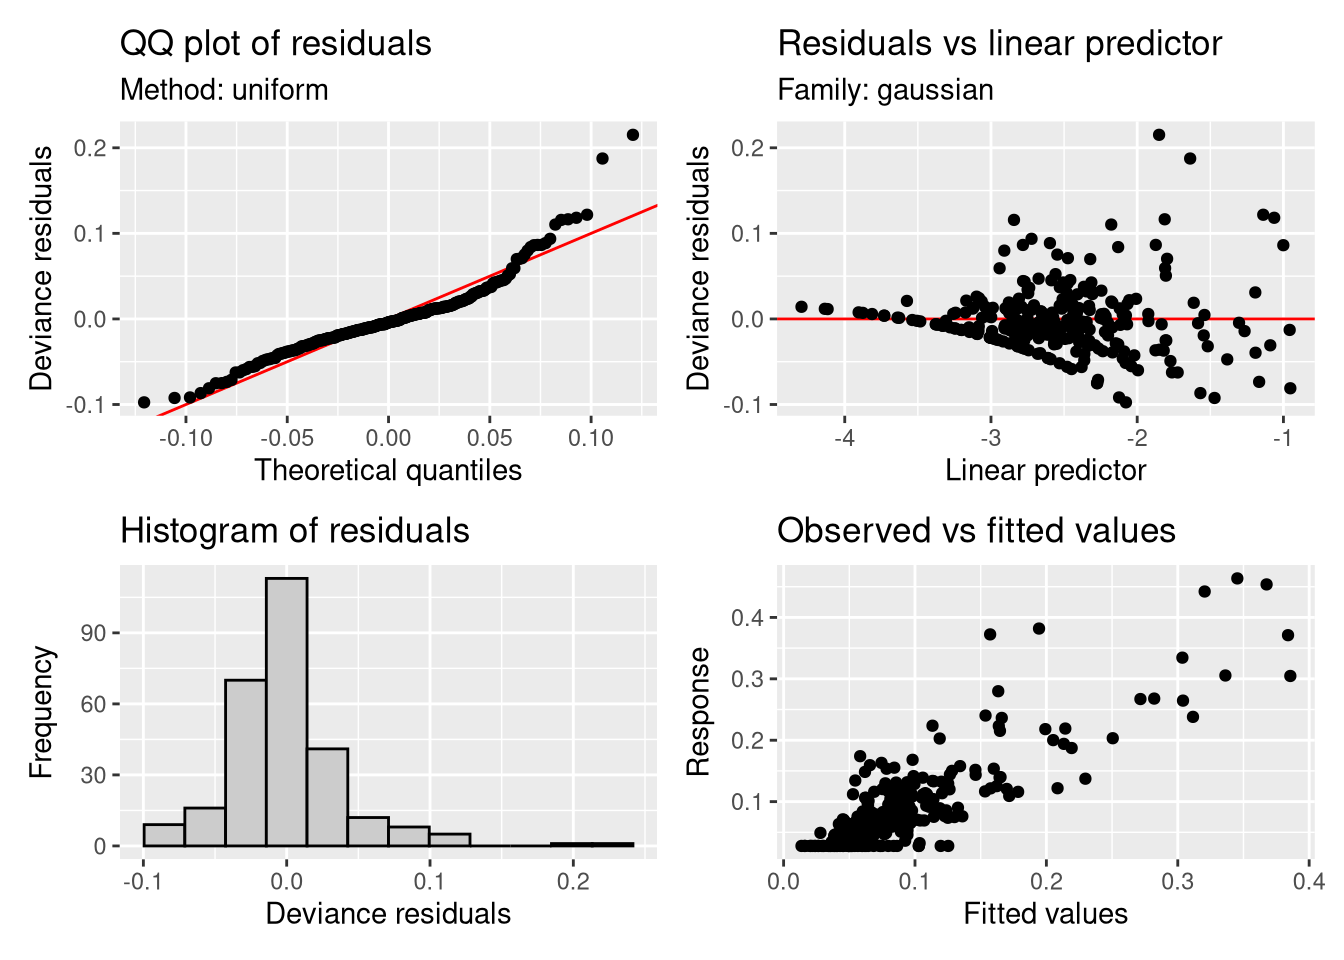 QQ plot of residuals
Method: uniform
Deviance residuals
0.2
0.1
0.0
-0.1
-0.10
-0.05
0.00
0.05
0.10
Theoretical quantiles
Residuals vs linear predictor
Family: gaussian
Deviance residuals
0.2
0.1
0.0
-0.1
-4
-3
-2
-1
Linear predictor
Histogram of residuals
Frequency
90
60
30
0
-0.1
0.0
0.1
0.2
Deviance residuals
Observed vs fitted values
Response
0.4
0.3
0.2
0.1
0.0
0.1
0.2
0.3
0.4
Fitted values